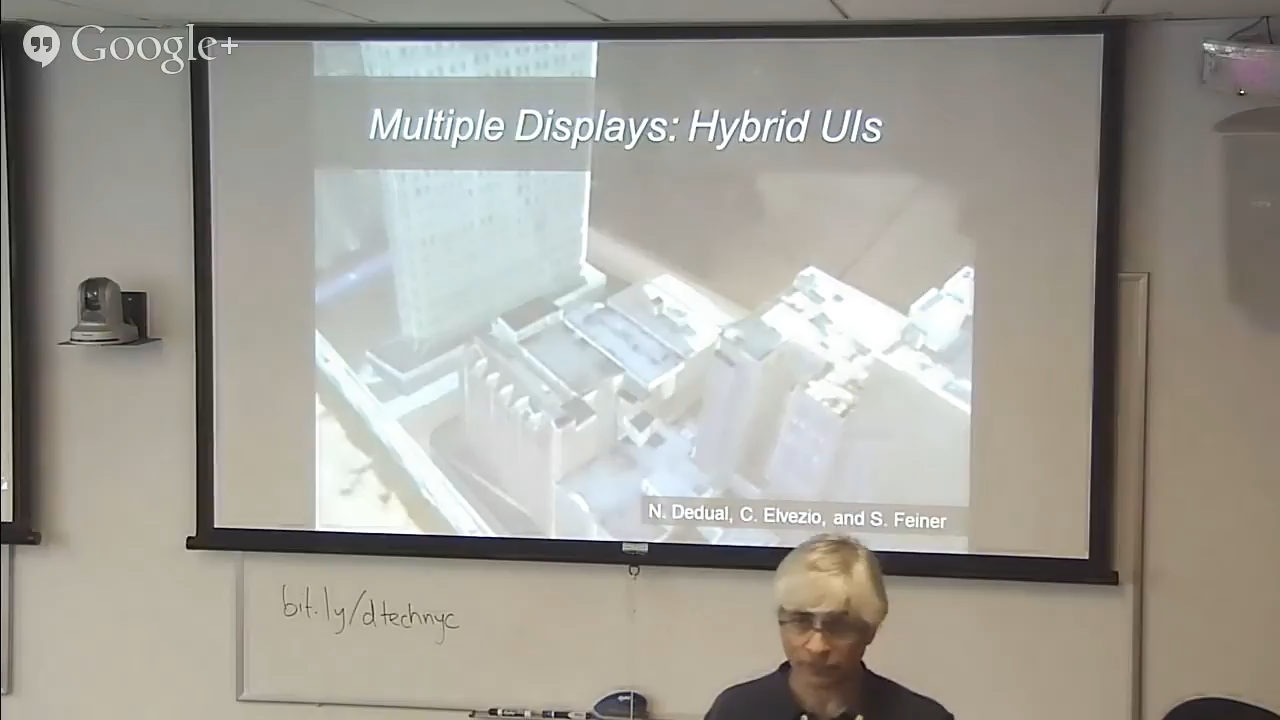 Google+
Multiple Displays: Hybrid UIs
N. Dedual, C. Elvezio, and S. Feiner
bit.ly/dtechnyc